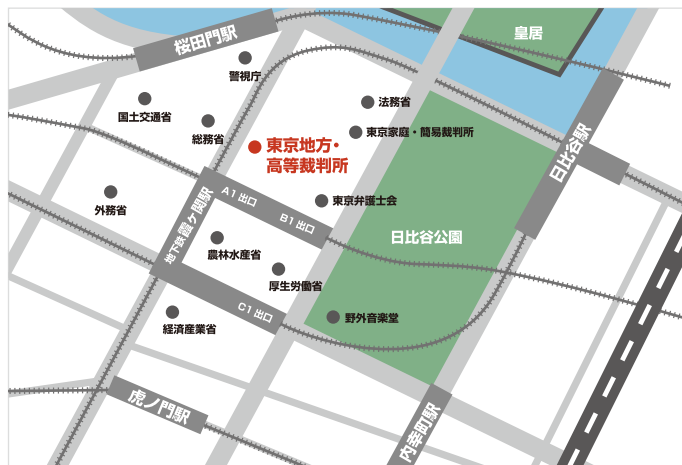 皇居
桜田門駅
警視庁
国土交通省
法務省
総務省
東京家庭・簡易裁判所
東京地方・
高等裁判所
日比谷駅
外務省
A1 出口
B1 出口
東京弁護士会
地下鉄霞ヶ関駅
日比谷公園
農林水産省
厚生労働省
C1 出口
野外音楽堂
経済産業省
虎ノ門駅
内幸町駅